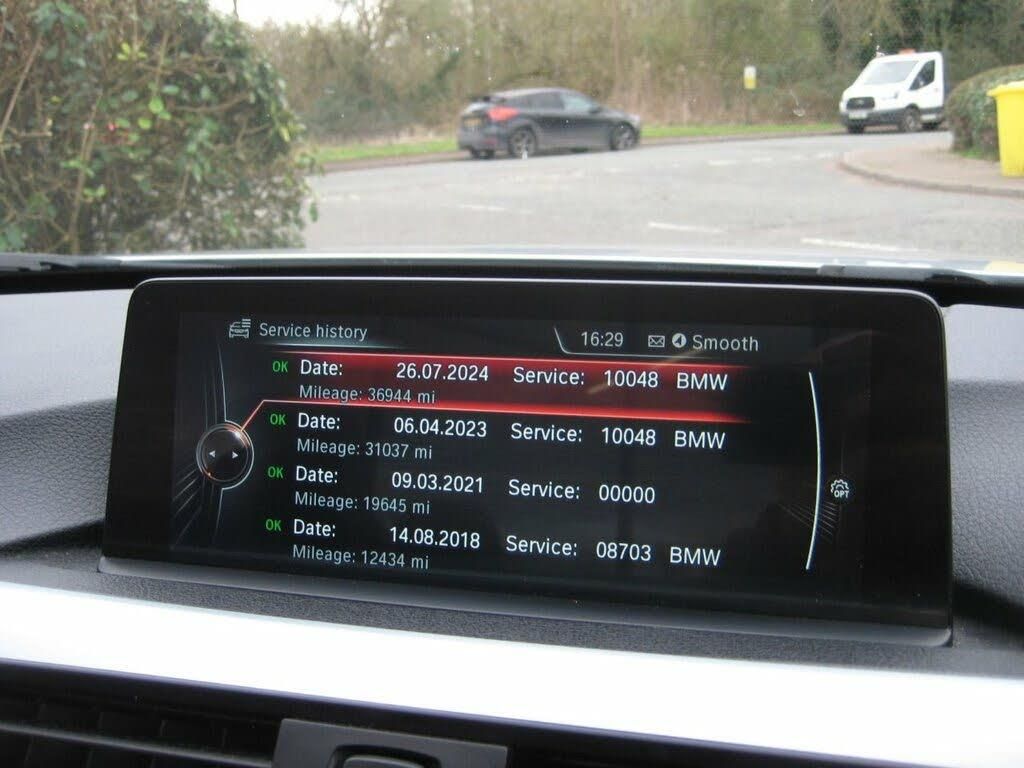 Service history
16:29 Smooth
OK Date: 26.07.2024 Service: 10048 BMW
Mileage: 36944 mi
OK Date: 06.04.2023 Service: 10048 BMW
Mileage: 31037 mi
OK Date: 09.03.2021 Service: 00000
Mileage: 19645 mi
OK Date: 14.08.2018 Service: 08703 BMW
Mileage: 12434 mi
OPT